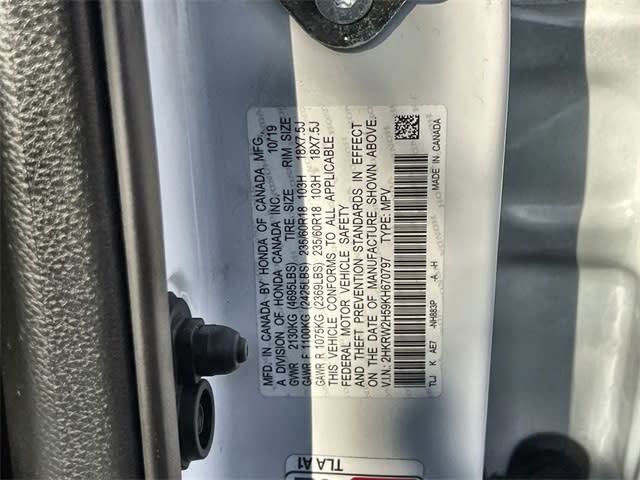 MFD. IN CANADA BY HONDA OF CANADA MFG.
A DIVISION OF HONDA CANADA INC. 10/19
GVWR 2130KG (4695LBS) TIRE SIZE RIM SIZE
GAWR F 1100KG (2425LBS) 235/60R18 103H 18X7.5J
GAWR R 1075KG (2369LBS) 235/60R18 103H 18X7.5J
THIS VEHICLE CONFORMS TO ALL APPLICABLE
FEDERAL MOTOR VEHICLE SAFETY
AND THEFT PREVENTION STANDARDS IN EFFECT
ON THE DATE OF MANUFACTURE SHOWN ABOVE.
V.I.N: 2HKRW2H59KH670797 TYPE: MPV
TLJ K AE7 -NH883P -A -H MADE IN CANADA
TLA A1